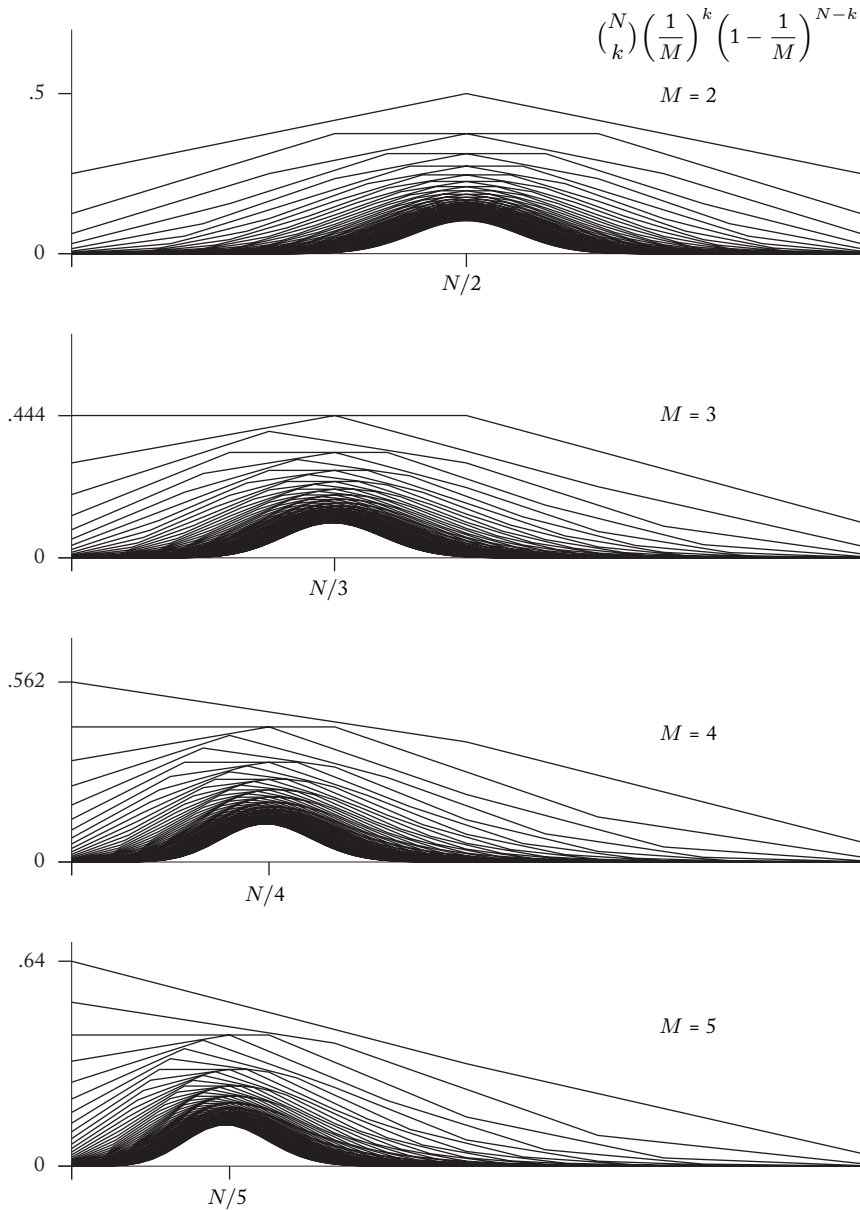 (N k)(1/M)^k(1 − 1/M)^{N−k}
.5
M = 2
0
N/2
.444
M = 3
0
N/3
.562
M = 4
0
N/4
.64
M = 5
0
N/5